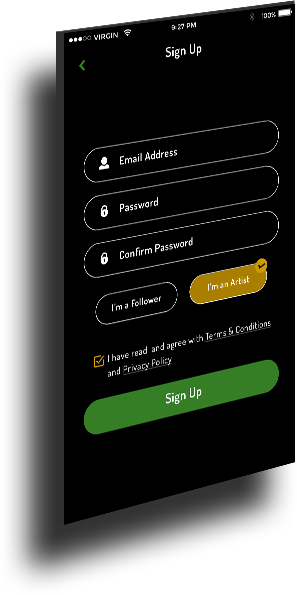 VIRGIN 9:27 PM 100%
Sign Up
Email Address
Password
Confirm Password
I'm a Follower I'm an Artist
I have read and agree with Terms & Conditions
and Privacy Policy
Sign Up